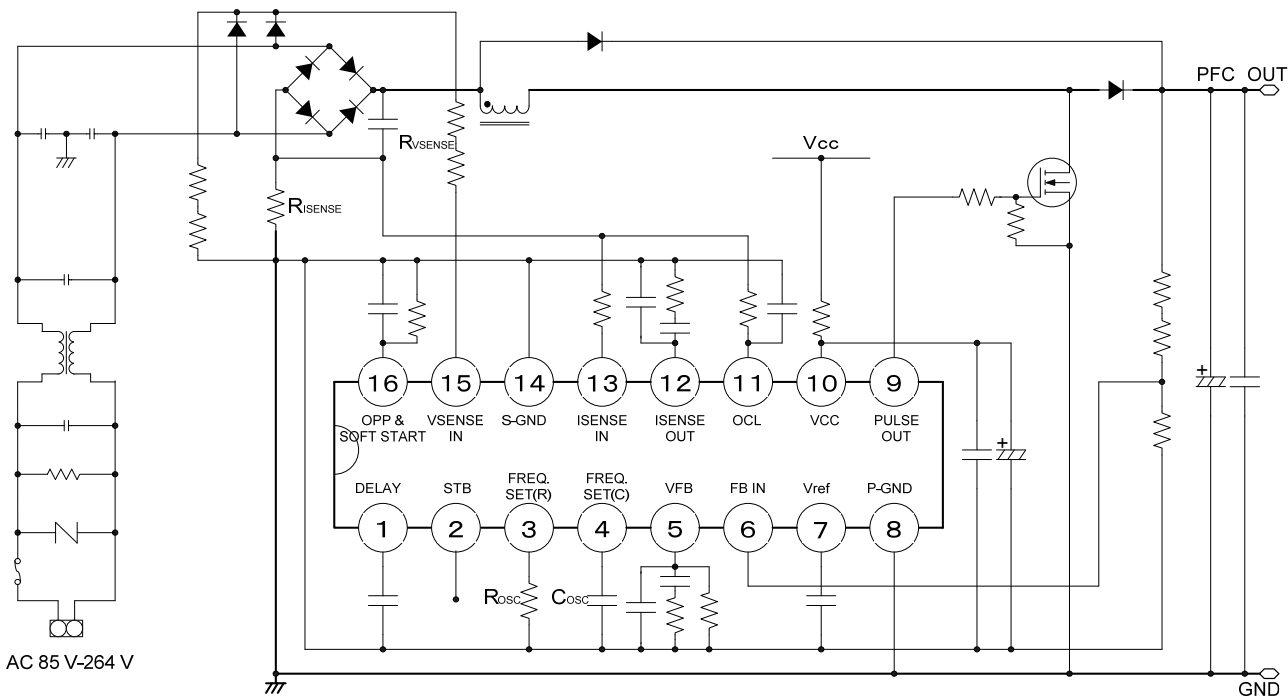 PFC OUT
RVSENSE
Vcc
RISENSE
+
16
15
14
13
12
11
10
9
OPP &
SOFT START
VSENSE
IN
S-GND
ISENSE
IN
ISENSE
OUT
OCL
VCC
PULSE
OUT
+
DELAY
STB
FREQ.
SET(R)
FREQ.
SET(C)
VFB
FB IN
Vref
P-GND
1
2
3
4
5
6
7
8
ROSC
COSC
AC 85 V-264 V
GND